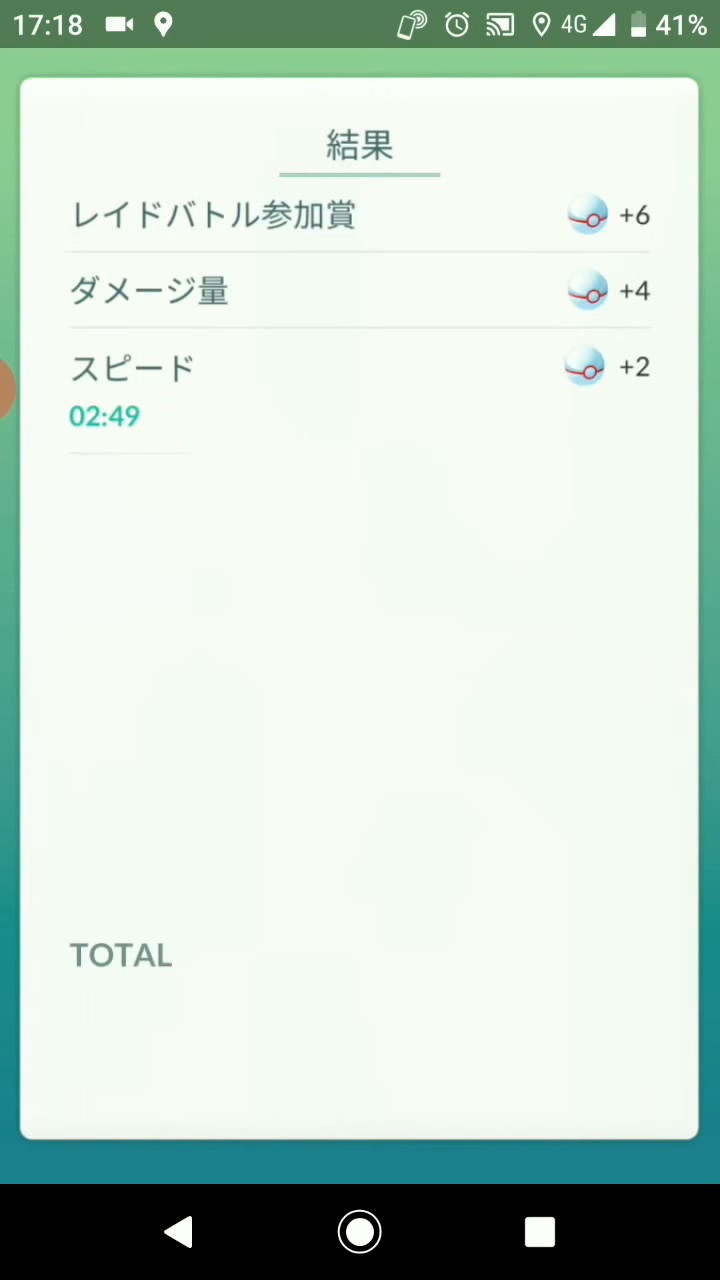 17:18 4G 41%
結果
レイドバトル参加賞 +6
ダメージ量 +4
スピード +2
02:49
TOTAL